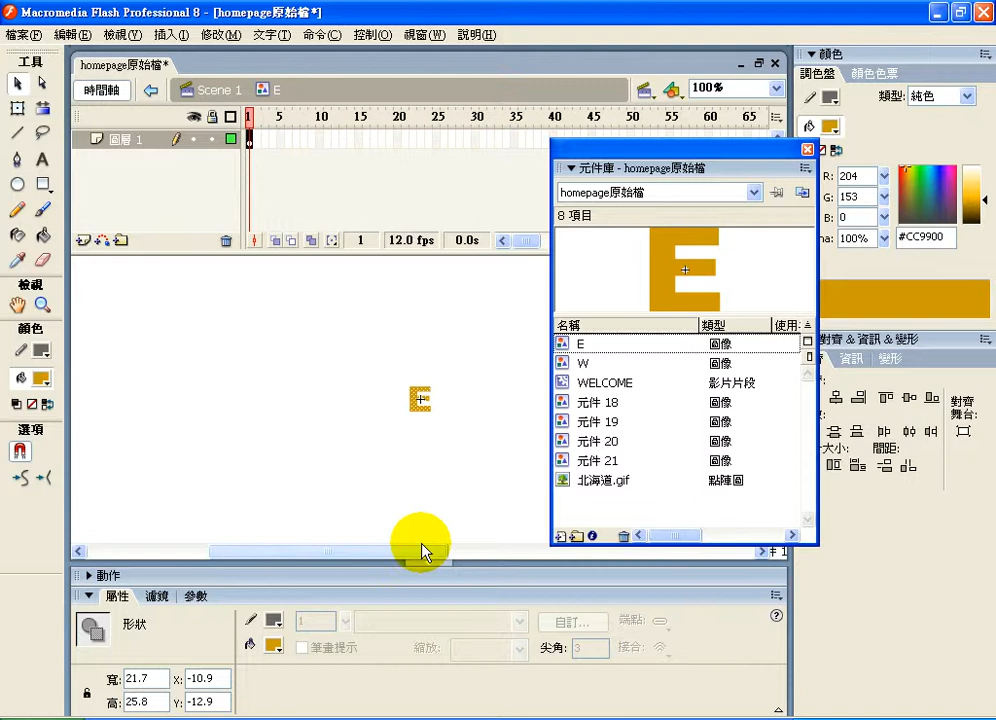 Macromedia Flash Professional 8 - [homepage原始檔*]
檔案(F) 編輯(E) 檢視(V) 插入(I) 修改(M) 文字(T) 命令(C) 控制(O) 視窗(W) 說明(H)
工具
homepage原始檔*
時間軸 Scene 1 E 100%
1 5 10 15 20 25 30 35 40 45 50 55 60 65
圖層 1
1 12.0 fps 0.0s
檢視
顏色
選項
元件庫 - homepage原始檔
homepage原始檔
8 項目
E
名稱 類型 使用
E 圖像
W 圖像
WELCOME 影片片段
元件 18 圖像
元件 19 圖像
元件 20 圖像
元件 21 圖像
北海道.gif 點陣圖
E
顏色
調色盤 顏色色票
類型: 純色
R: 204
G: 153
B: 0
100% #CC9900
對齊 & 資訊 & 變形
資訊 變形
對齊
舞台:
間距:
動作
屬性 濾鏡 參數
形狀
1 自訂... 端點:
筆畫提示 縮放: 尖角: 3 接合:
寬: 21.7 X: -10.9
高: 25.8 Y: -12.9